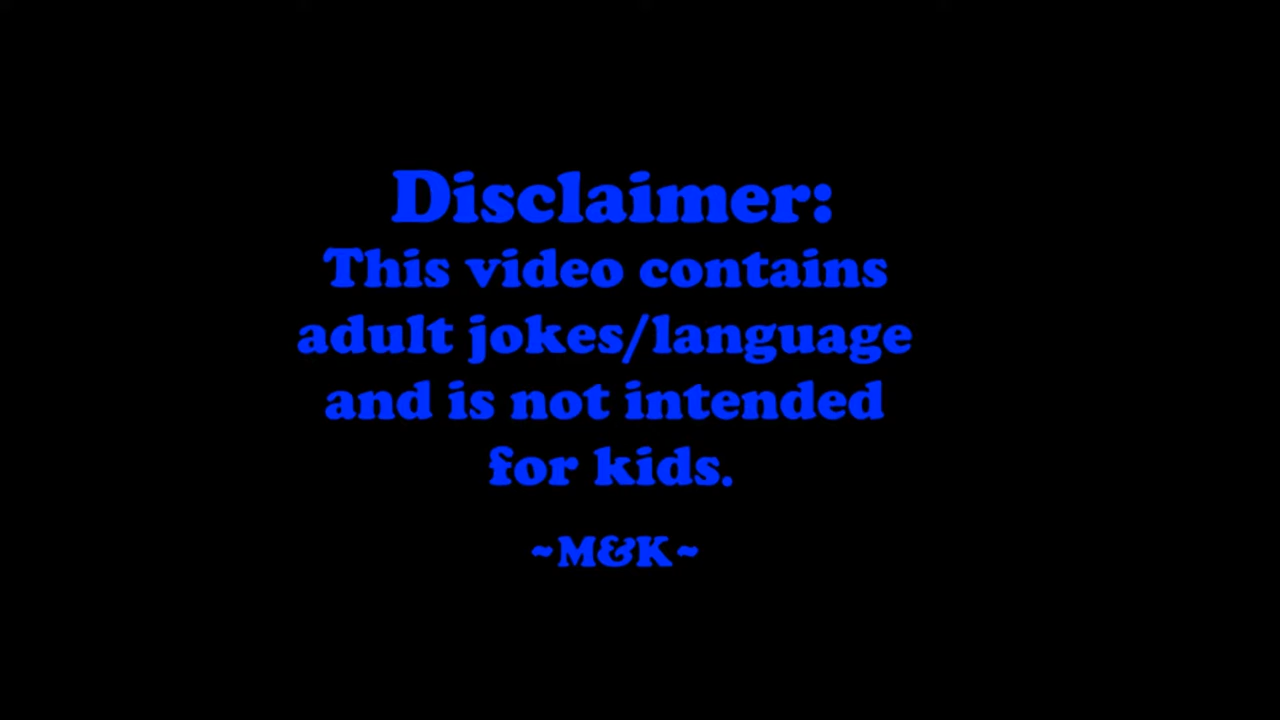 Disclaimer:
This video contains
adult jokes/language
and is not intended
for kids.
~M&K~